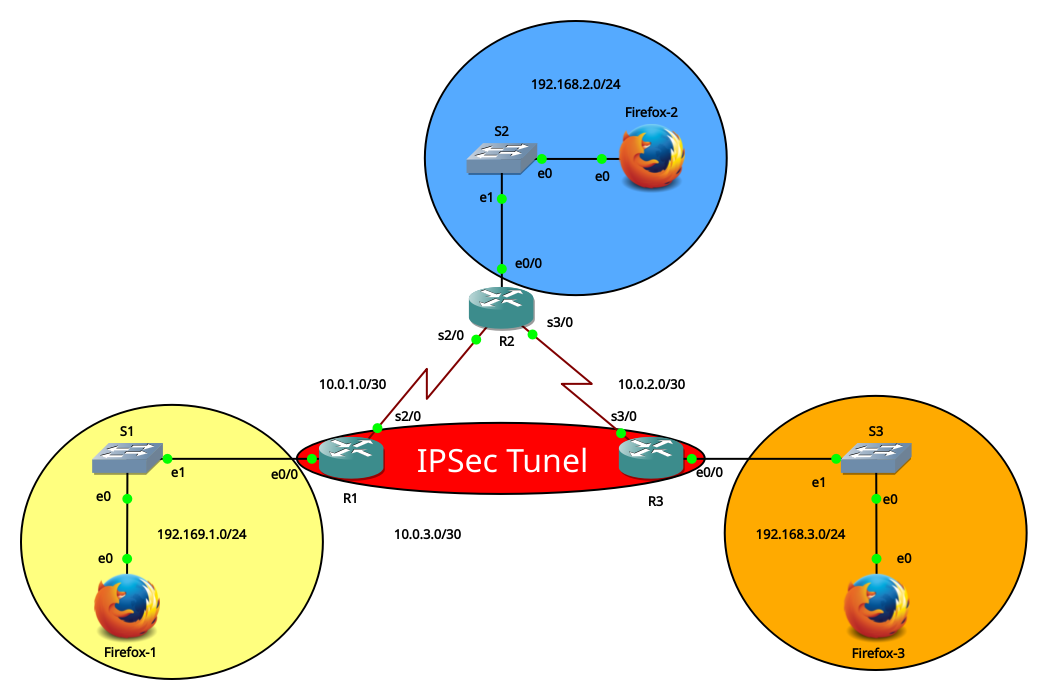 192.168.2.0/24
Firefox-2
S2
e0
e0
e1
e0/0
s2/0
s3/0
R2
10.0.1.0/30
10.0.2.0/30
s2/0
s3/0
S1
e1
e0/0
IPSec Tunel
e0/0
S3
e1
R1
R3
e0
e0
192.169.1.0/24
10.0.3.0/30
192.168.3.0/24
e0
e0
Firefox-1
Firefox-3